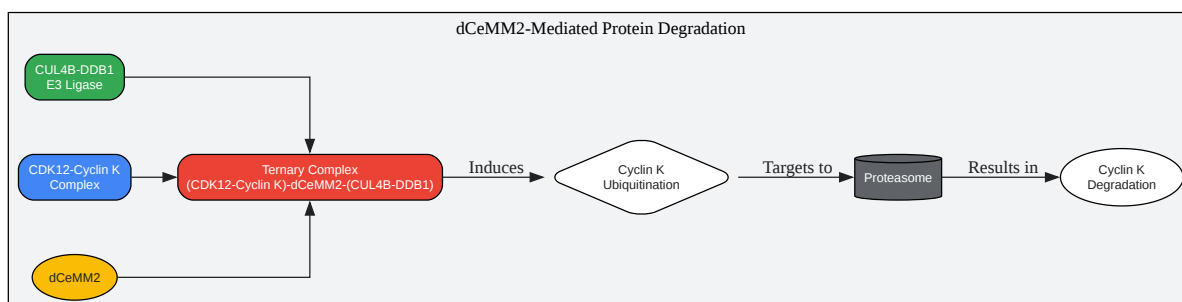 dCeMM2-Mediated Protein Degradation
CUL4B-DDB1
E3 Ligase
CDK12-Cyclin K
Complex
dCeMM2
Ternary Complex
(CDK12-Cyclin K)-dCeMM2-(CUL4B-DDB1)
Induces
Cyclin K
Ubiquitination
Targets to
Proteasome
Results in
Cyclin K
Degradation